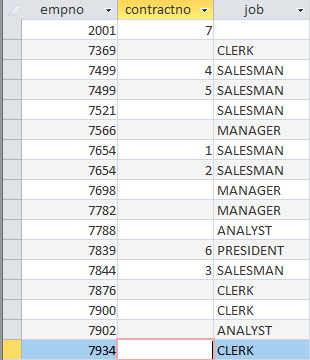 empno contractno job
2001 7
7369 CLERK
7499 4 SALESMAN
7499 5 SALESMAN
7521 SALESMAN
7566 MANAGER
7654 1 SALESMAN
7654 2 SALESMAN
7698 MANAGER
7782 MANAGER
7788 ANALYST
7839 6 PRESIDENT
7844 3 SALESMAN
7876 CLERK
7900 CLERK
7902 ANALYST
7934 CLERK